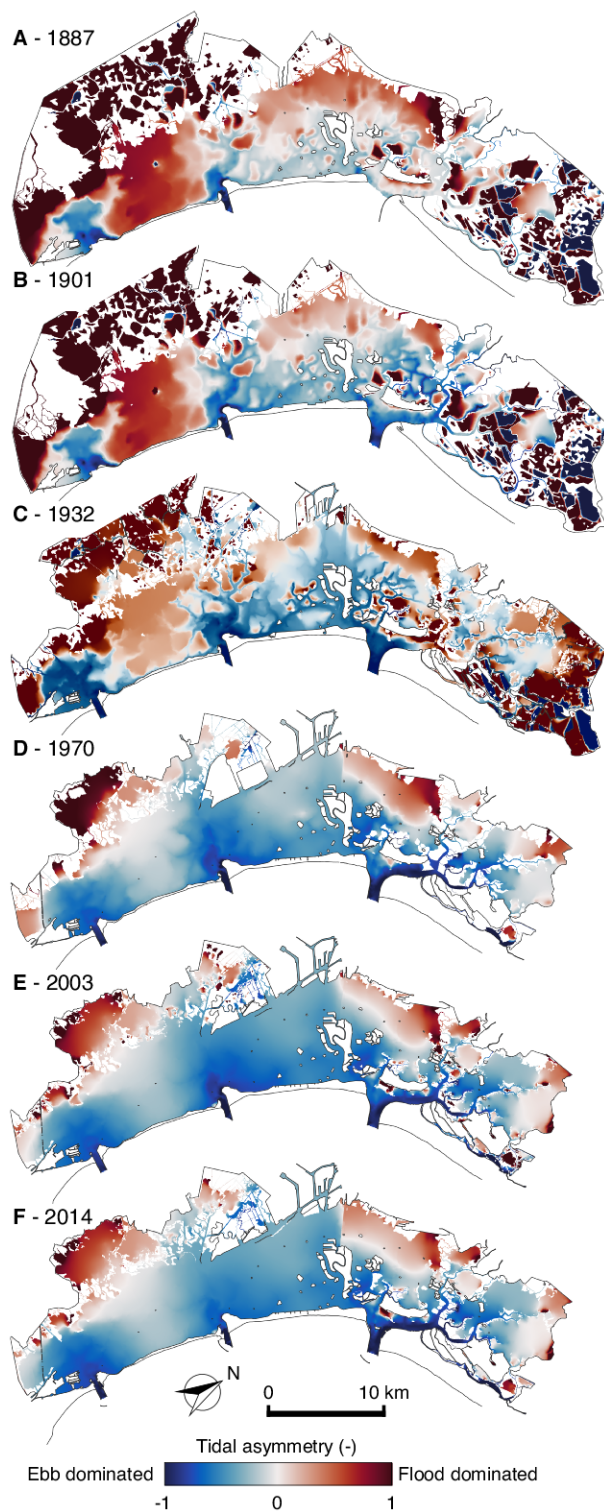 A - 1887
B - 1901
C - 1932
D - 1970
E - 2003
F - 2014
N
0 10 km
Tidal asymmetry (-)
Ebb dominated Flood dominated
-1 0 1